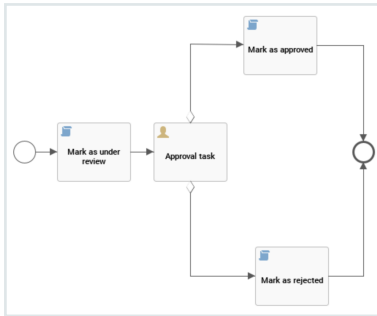 Mark as approved
Mark as under
review
Approval task
Mark as rejected